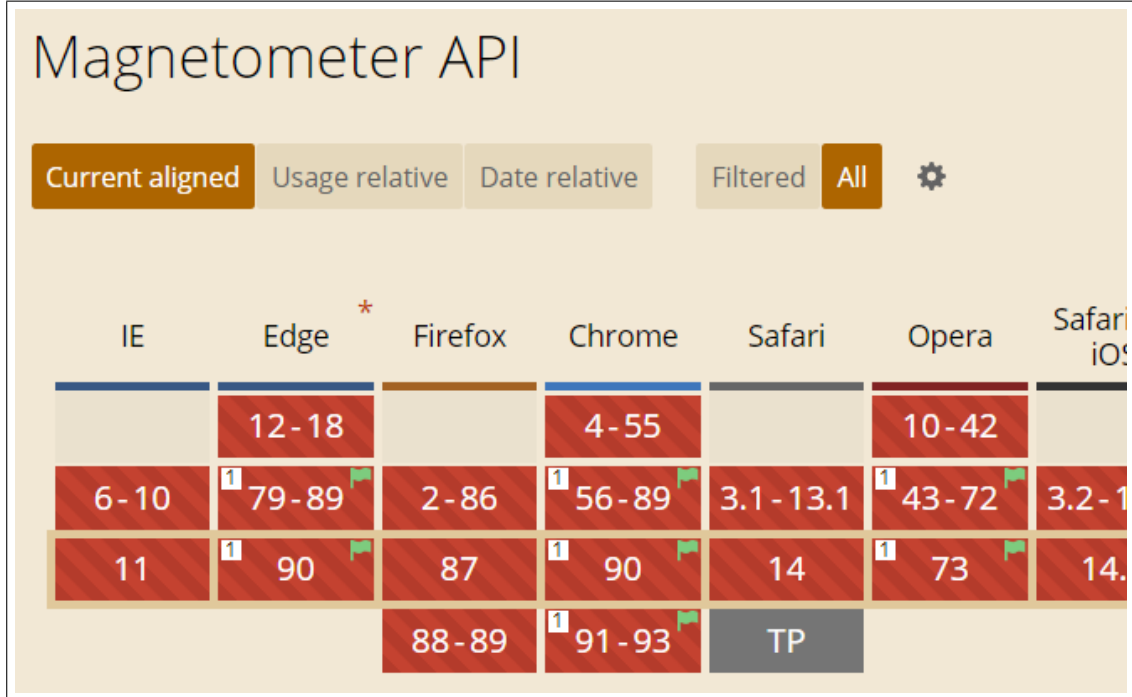 Magnetometer API
Current aligned Usage relative Date relative Filtered All
IE Edge * Firefox Chrome Safari Opera Safari
iOS
12-18 4-55 10-42
6-10 1 79-89 2-86 1 56-89 3.1-13.1 1 43-72 3.2-1
11 1 90 87 1 90 14 1 73 14.
88-89 1 91-93 TP